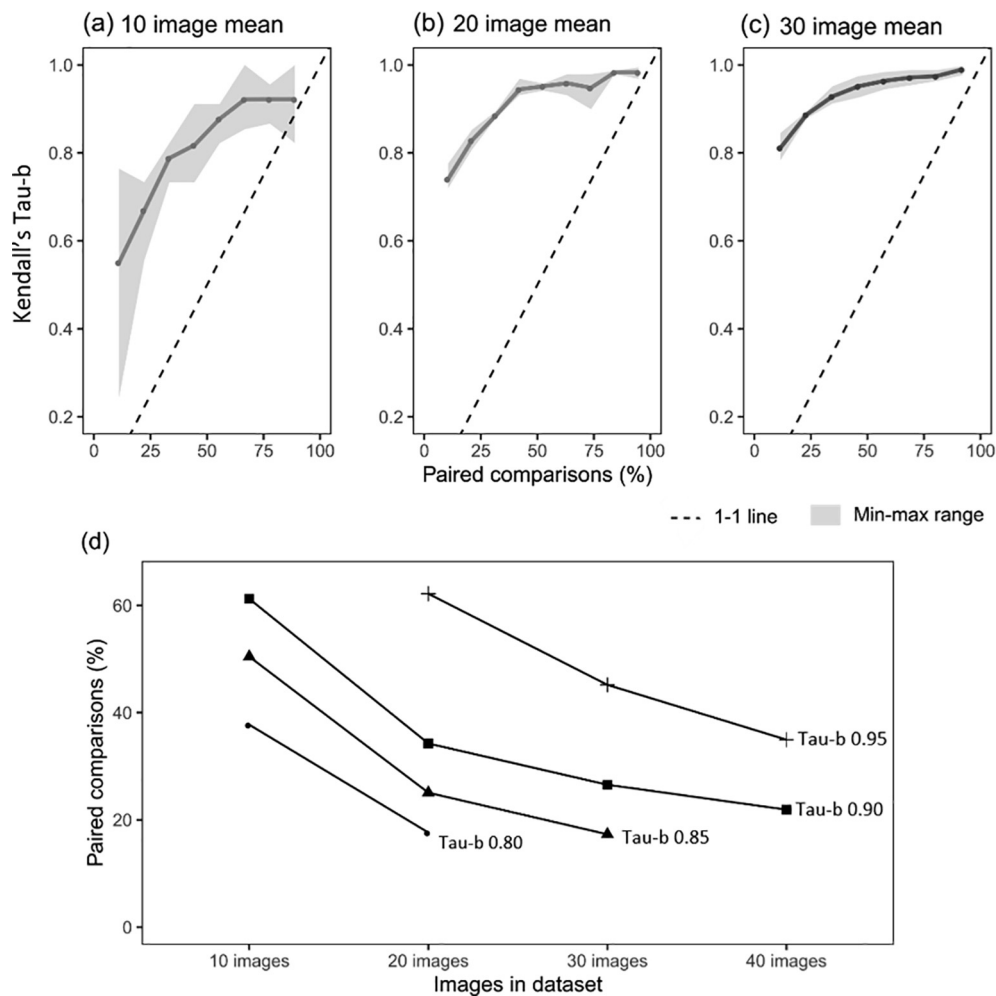 (a) 10 image mean
(b) 20 image mean
(c) 30 image mean
Kendall's Tau-b
1.0
0.8
0.6
0.4
0.2
0 25 50 75 100
1.0
0.8
0.6
0.4
0.2
0 25 50 75 100
1.0
0.8
0.6
0.4
0.2
0 25 50 75 100
Paired comparisons (%)
1-1 line
Min-max range
(d)
Paired comparisons (%)
60
40
20
0
Tau-b 0.95
Tau-b 0.90
Tau-b 0.85
Tau-b 0.80
10 images 20 images 30 images 40 images
Images in dataset